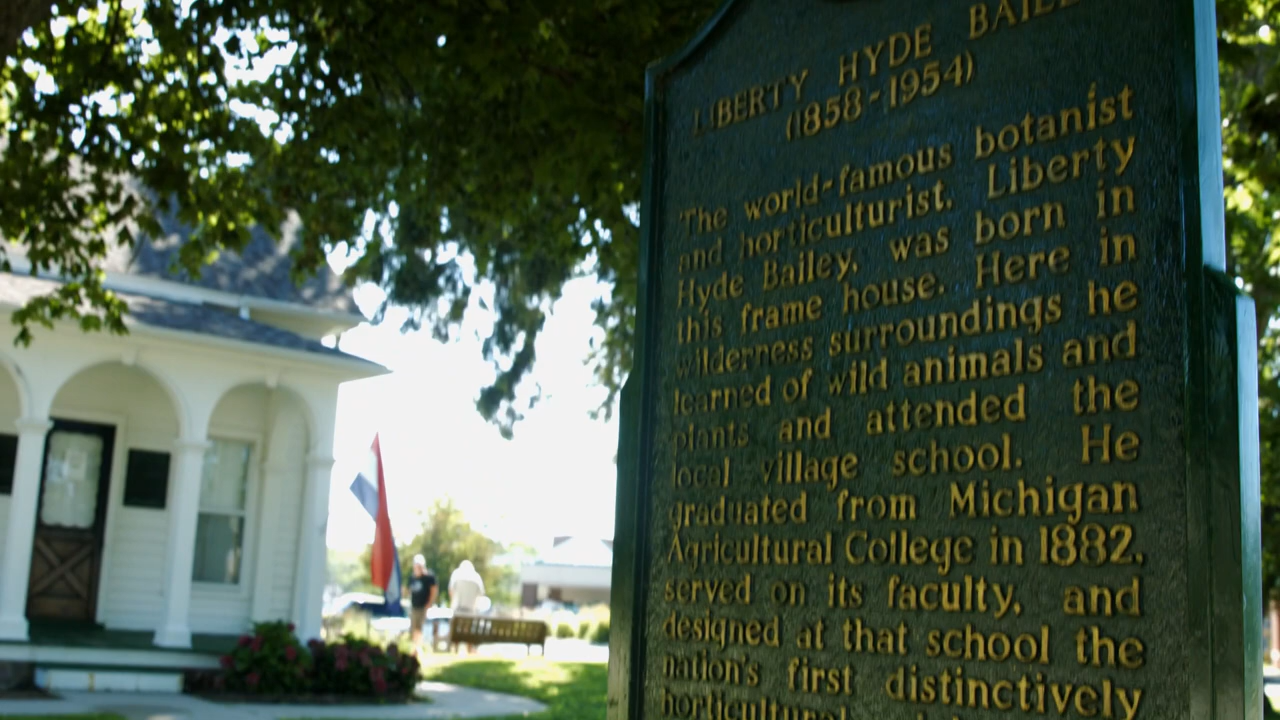 LIBERTY HYDE BAILE
(1858-1954)
The world-famous botanist
and horticulturist, Liberty
Hyde Bailey, was born in
this frame house. Here in
wilderness surroundings he
learned of wild animals and
plants and attended the
local village school. He
graduated from Michigan
Agricultural College in 1882,
served on its faculty, and
designed at that school the
nation's first distinctively
horticultural